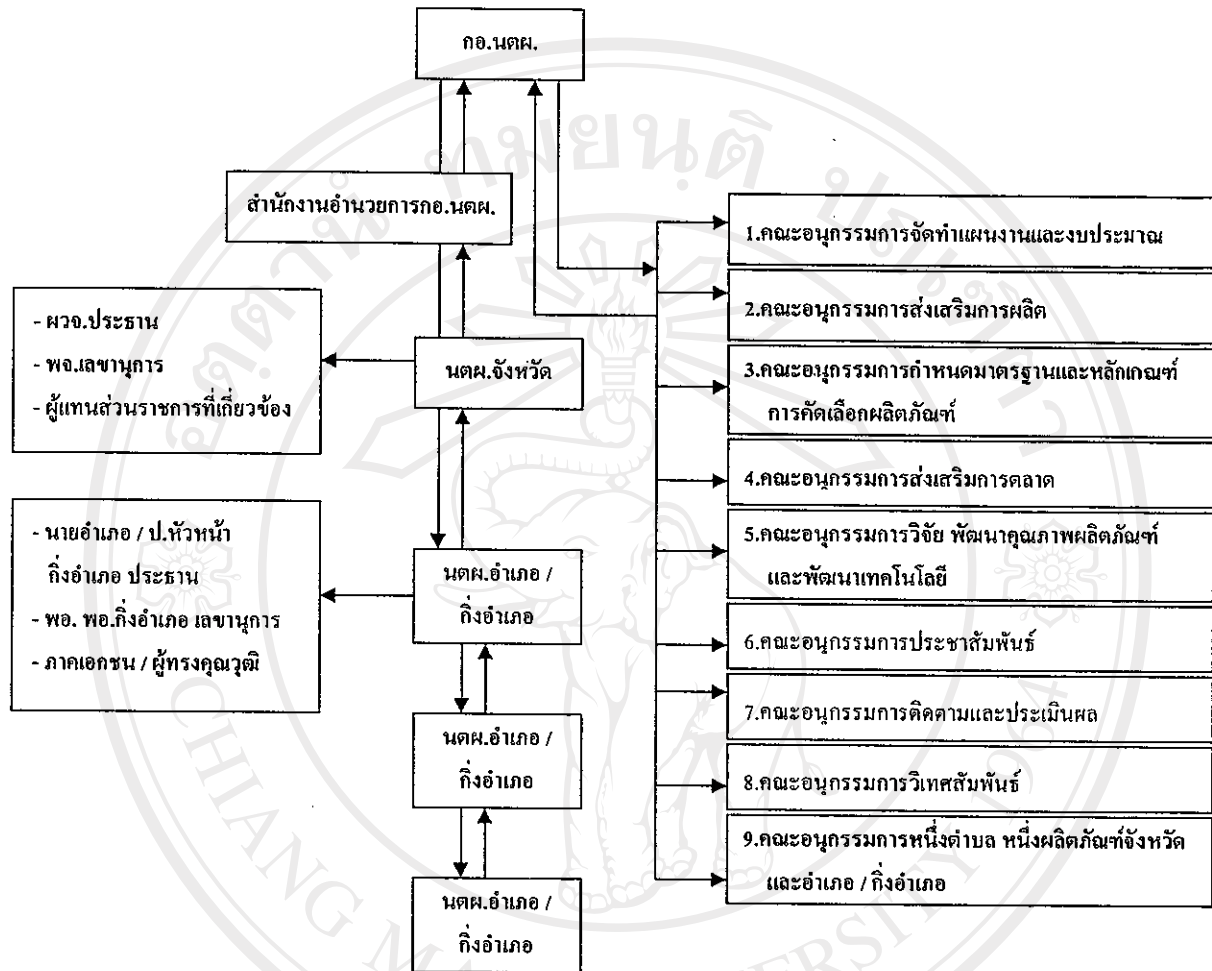 กอ.นตผ.
สำนักงานอำนวยการกอ.นตผ.
- ผวจ.ประธาน
- พจ.เลขานุการ
- ผู้แทนส่วนราชการที่เกี่ยวข้อง
นตผ.จังหวัด
- นายอำเภอ / ป.หัวหน้า
กิ่งอำเภอ ประธาน
- พอ. พอ.กิ่งอำเภอ เลขานุการ
- ภาคเอกชน / ผู้ทรงคุณวุฒิ
นตผ.อำเภอ /
กิ่งอำเภอ
นตผ.อำเภอ /
กิ่งอำเภอ
นตผ.อำเภอ /
กิ่งอำเภอ
1.คณะอนุกรรมการจัดทำแผนงานและงบประมาณ
2.คณะอนุกรรมการส่งเสริมการผลิต
3.คณะอนุกรรมการกำหนดมาตรฐานและหลักเกณฑ์
การคัดเลือกผลิตภัณฑ์
4.คณะอนุกรรมการส่งเสริมการตลาด
5.คณะอนุกรรมการวิจัย พัฒนาคุณภาพผลิตภัณฑ์
และพัฒนาเทคโนโลยี
6.คณะอนุกรรมการประชาสัมพันธ์
7.คณะอนุกรรมการติดตามและประเมินผล
8.คณะอนุกรรมการวิเทศสัมพันธ์
9.คณะอนุกรรมการหนึ่งตำบล หนึ่งผลิตภัณฑ์จังหวัด
และอำเภอ / กิ่งอำเภอ
1964